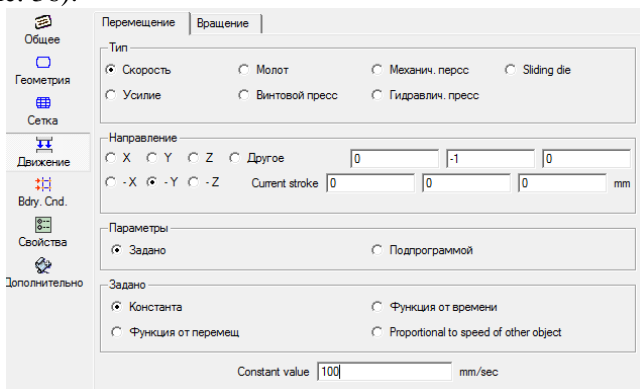 с. 38).
Общее
Геометрия
Сетка
Движение
Bdry. Cnd.
Свойства
Дополнительно
Перемещение Вращение
Тип
Скорость Молот Механич. персс Sliding die
Усилие Винтовой пресс Гидравлич. пресс
Направление
X Y Z Другое 0 -1 0
-X -Y -Z Current stroke 0 0 0 mm
Параметры
Задано Подпрограммой
Задано
Константа Функция от времени
Функция от перемещ Proportional to speed of other object
Constant value 100 mm/sec